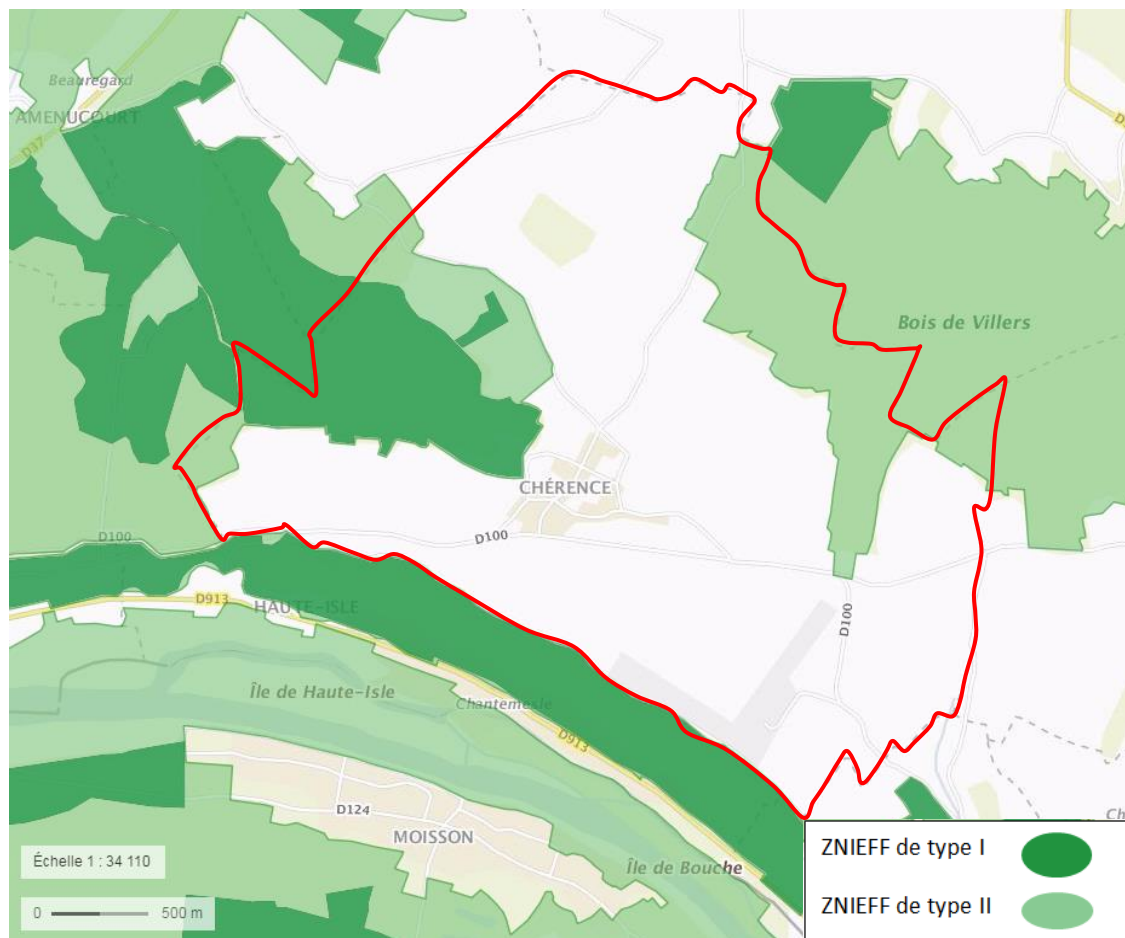 Beauregard
AMENUCOURT
D37
Bois de Villers
CHÉRENCE
D100
D100
D100
D913
HAUTE-ISLE
Île de Haute-Isle
Chantemesle
D913
D124
MOISSON
Île de Bouche
Échelle 1 : 34 110
0 500 m
ZNIEFF de type I
ZNIEFF de type II